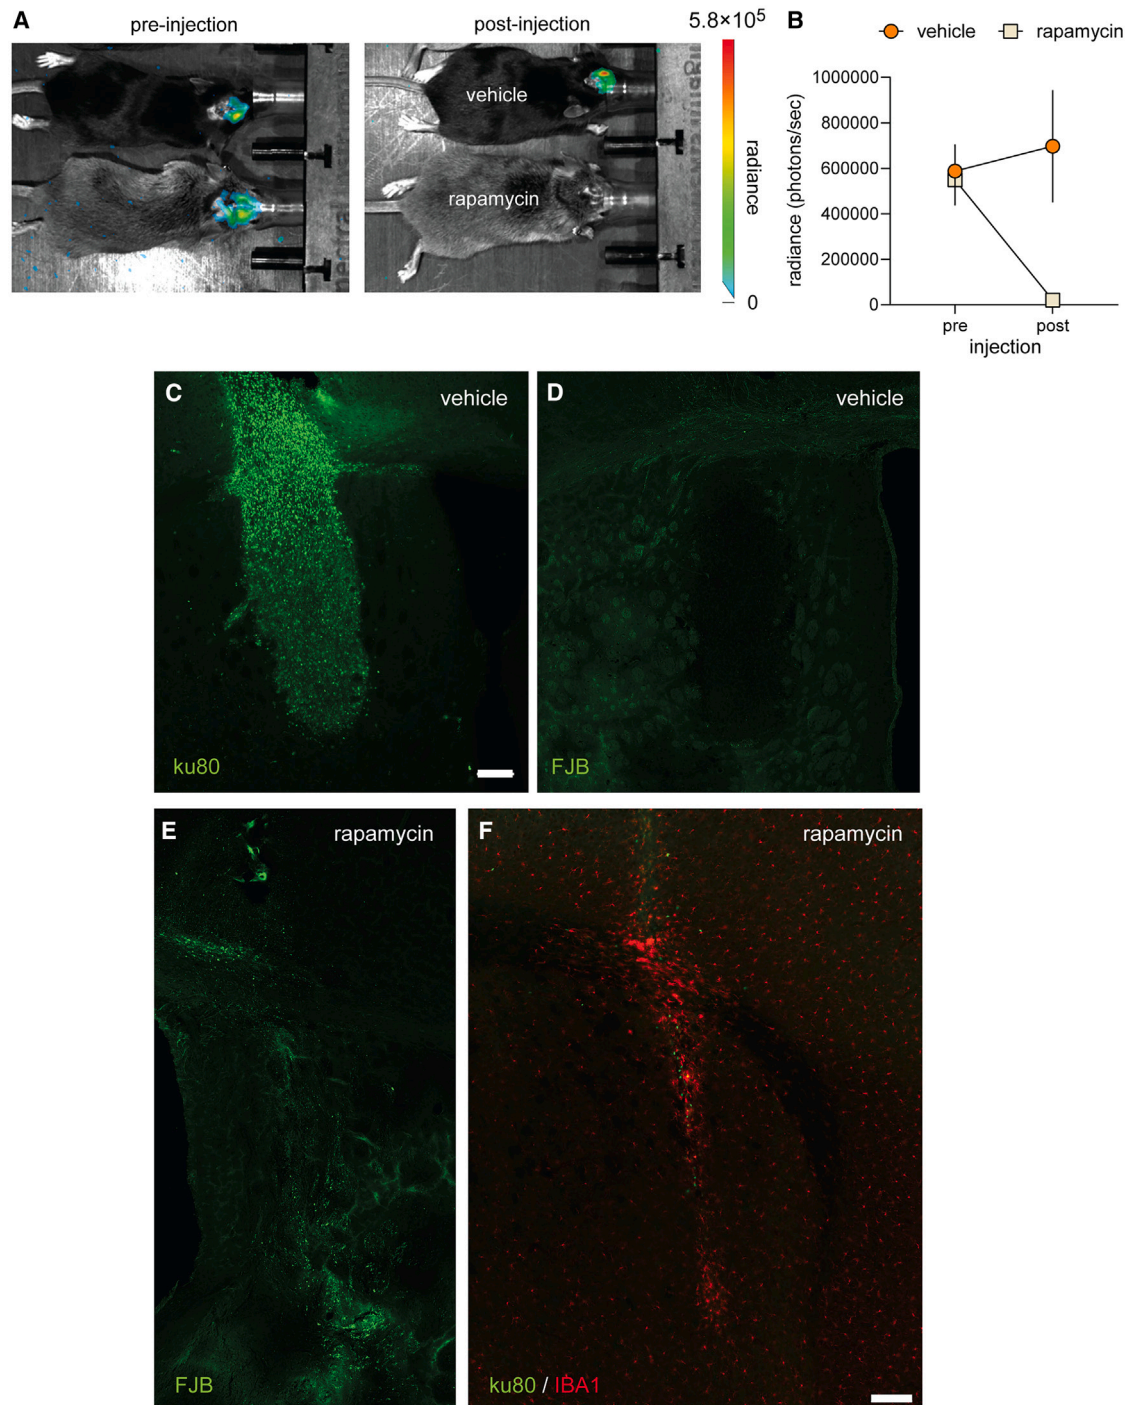 A
pre-injection
post-injection
vehicle
rapamycin
5.8×10⁵
radiance
0
B
vehicle
rapamycin
radiance (photons/sec)
1000000
800000
600000
400000
200000
0
pre
post
injection
C
vehicle
ku80
D
vehicle
FJB
E
rapamycin
FJB
F
rapamycin
ku80 / IBA1